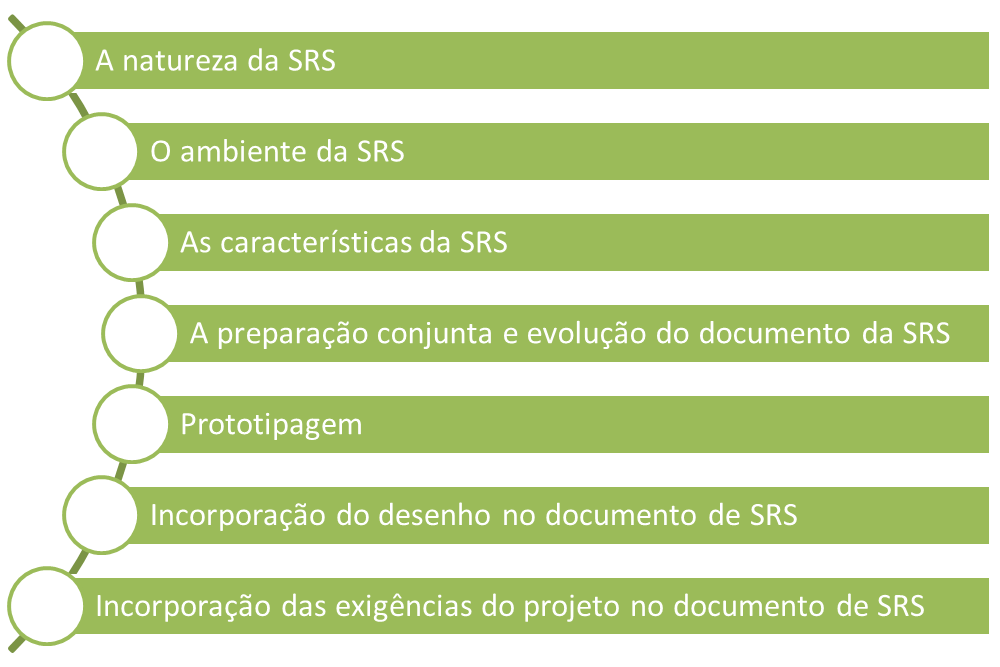 A natureza da SRS
O ambiente da SRS
As características da SRS
A preparação conjunta e evolução do documento da SRS
Prototipagem
Incorporação do desenho no documento de SRS
Incorporação das exigências do projeto no documento de SRS